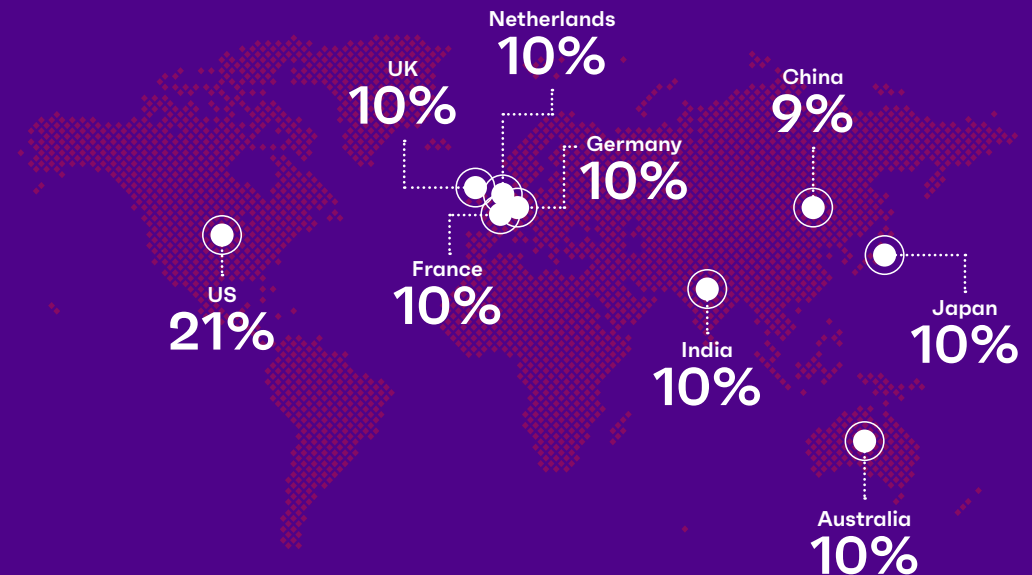 Netherlands
10%
UK
10%
China
9%
Germany
10%
France
10%
US
21%
Japan
10%
India
10%
Australia
10%